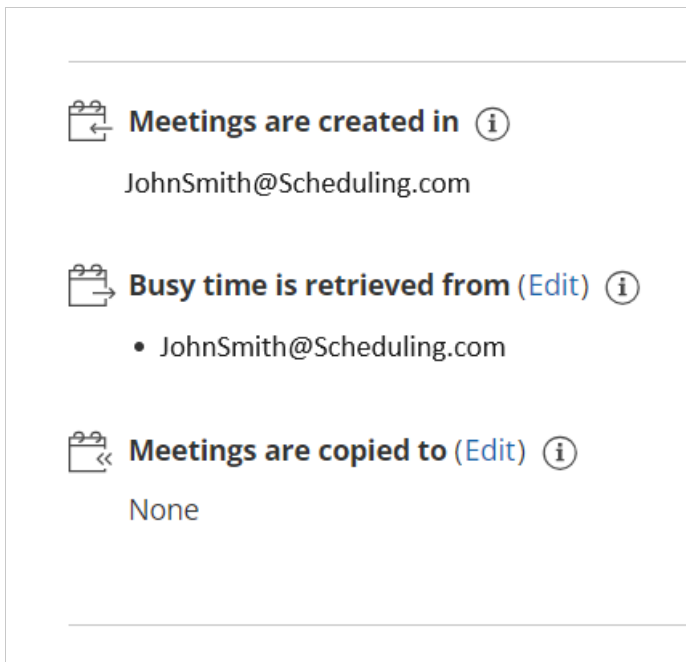 Meetings are created in
JohnSmith@Scheduling.com
Busy time is retrieved from (Edit)
• JohnSmith@Scheduling.com
Meetings are copied to (Edit)
None